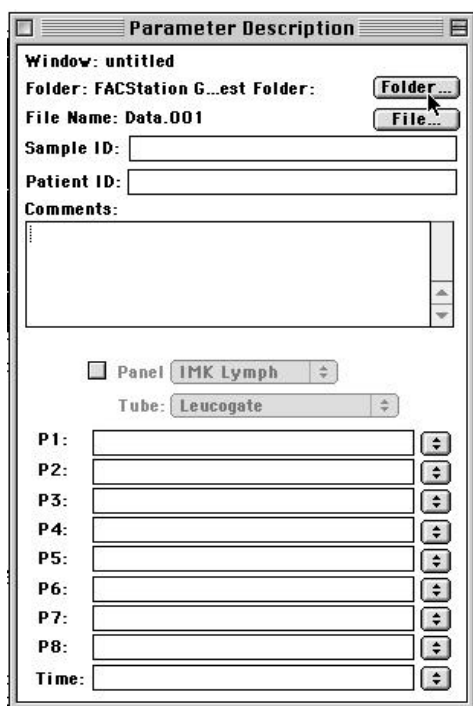 Parameter Description
Window: untitled
Folder: FACStation G...est Folder:
Folder...
File Name: Data.001
File...
Sample ID:
Patient ID:
Comments:
Panel IMK Lymph
Tube: Leucogate
P1:
P2:
P3:
P4:
P5:
P6:
P7:
P8:
Time: